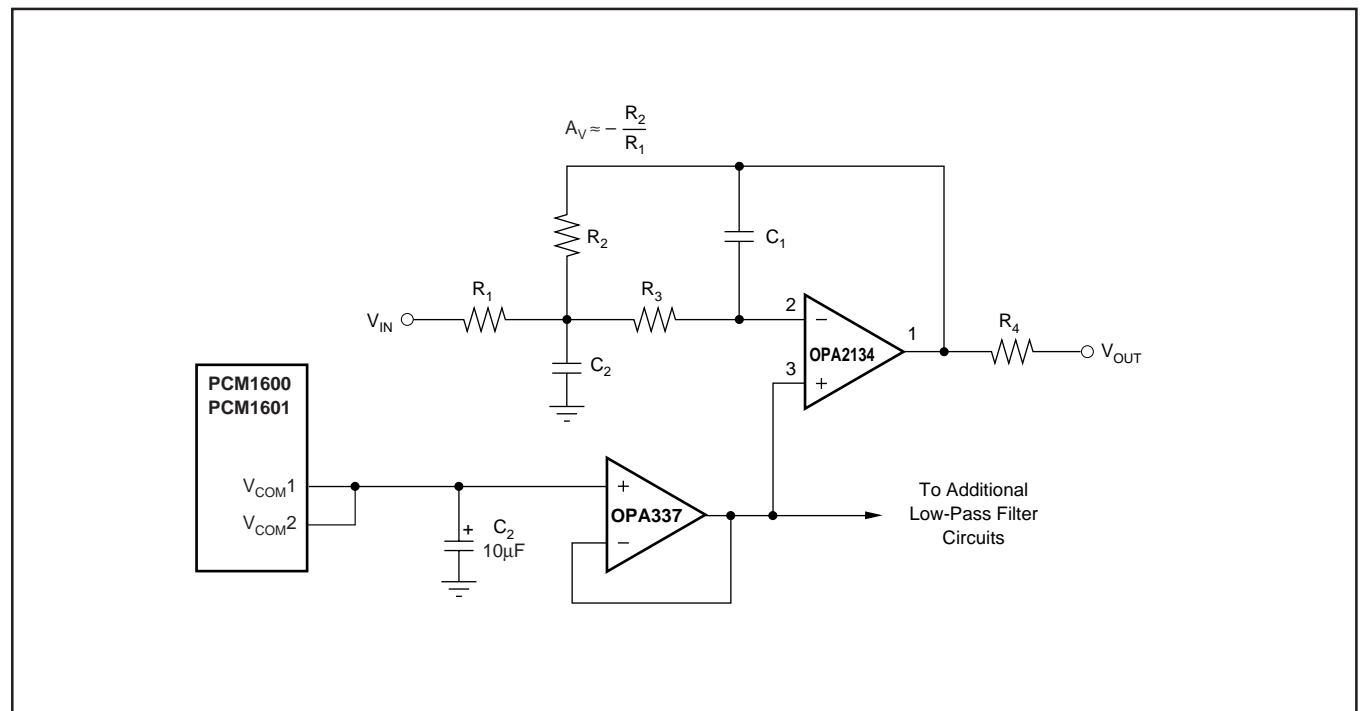 A_V ≈ − R_2
R_1
R_2
C_1
R_1
R_3
V_IN
2
−
1
R_4
OPA2134
V_OUT
C_2
3
+
PCM1600
PCM1601
V_COM1
+
To Additional
V_COM2
OPA337
Low-Pass Filter
+
C_2
−
Circuits
10µF